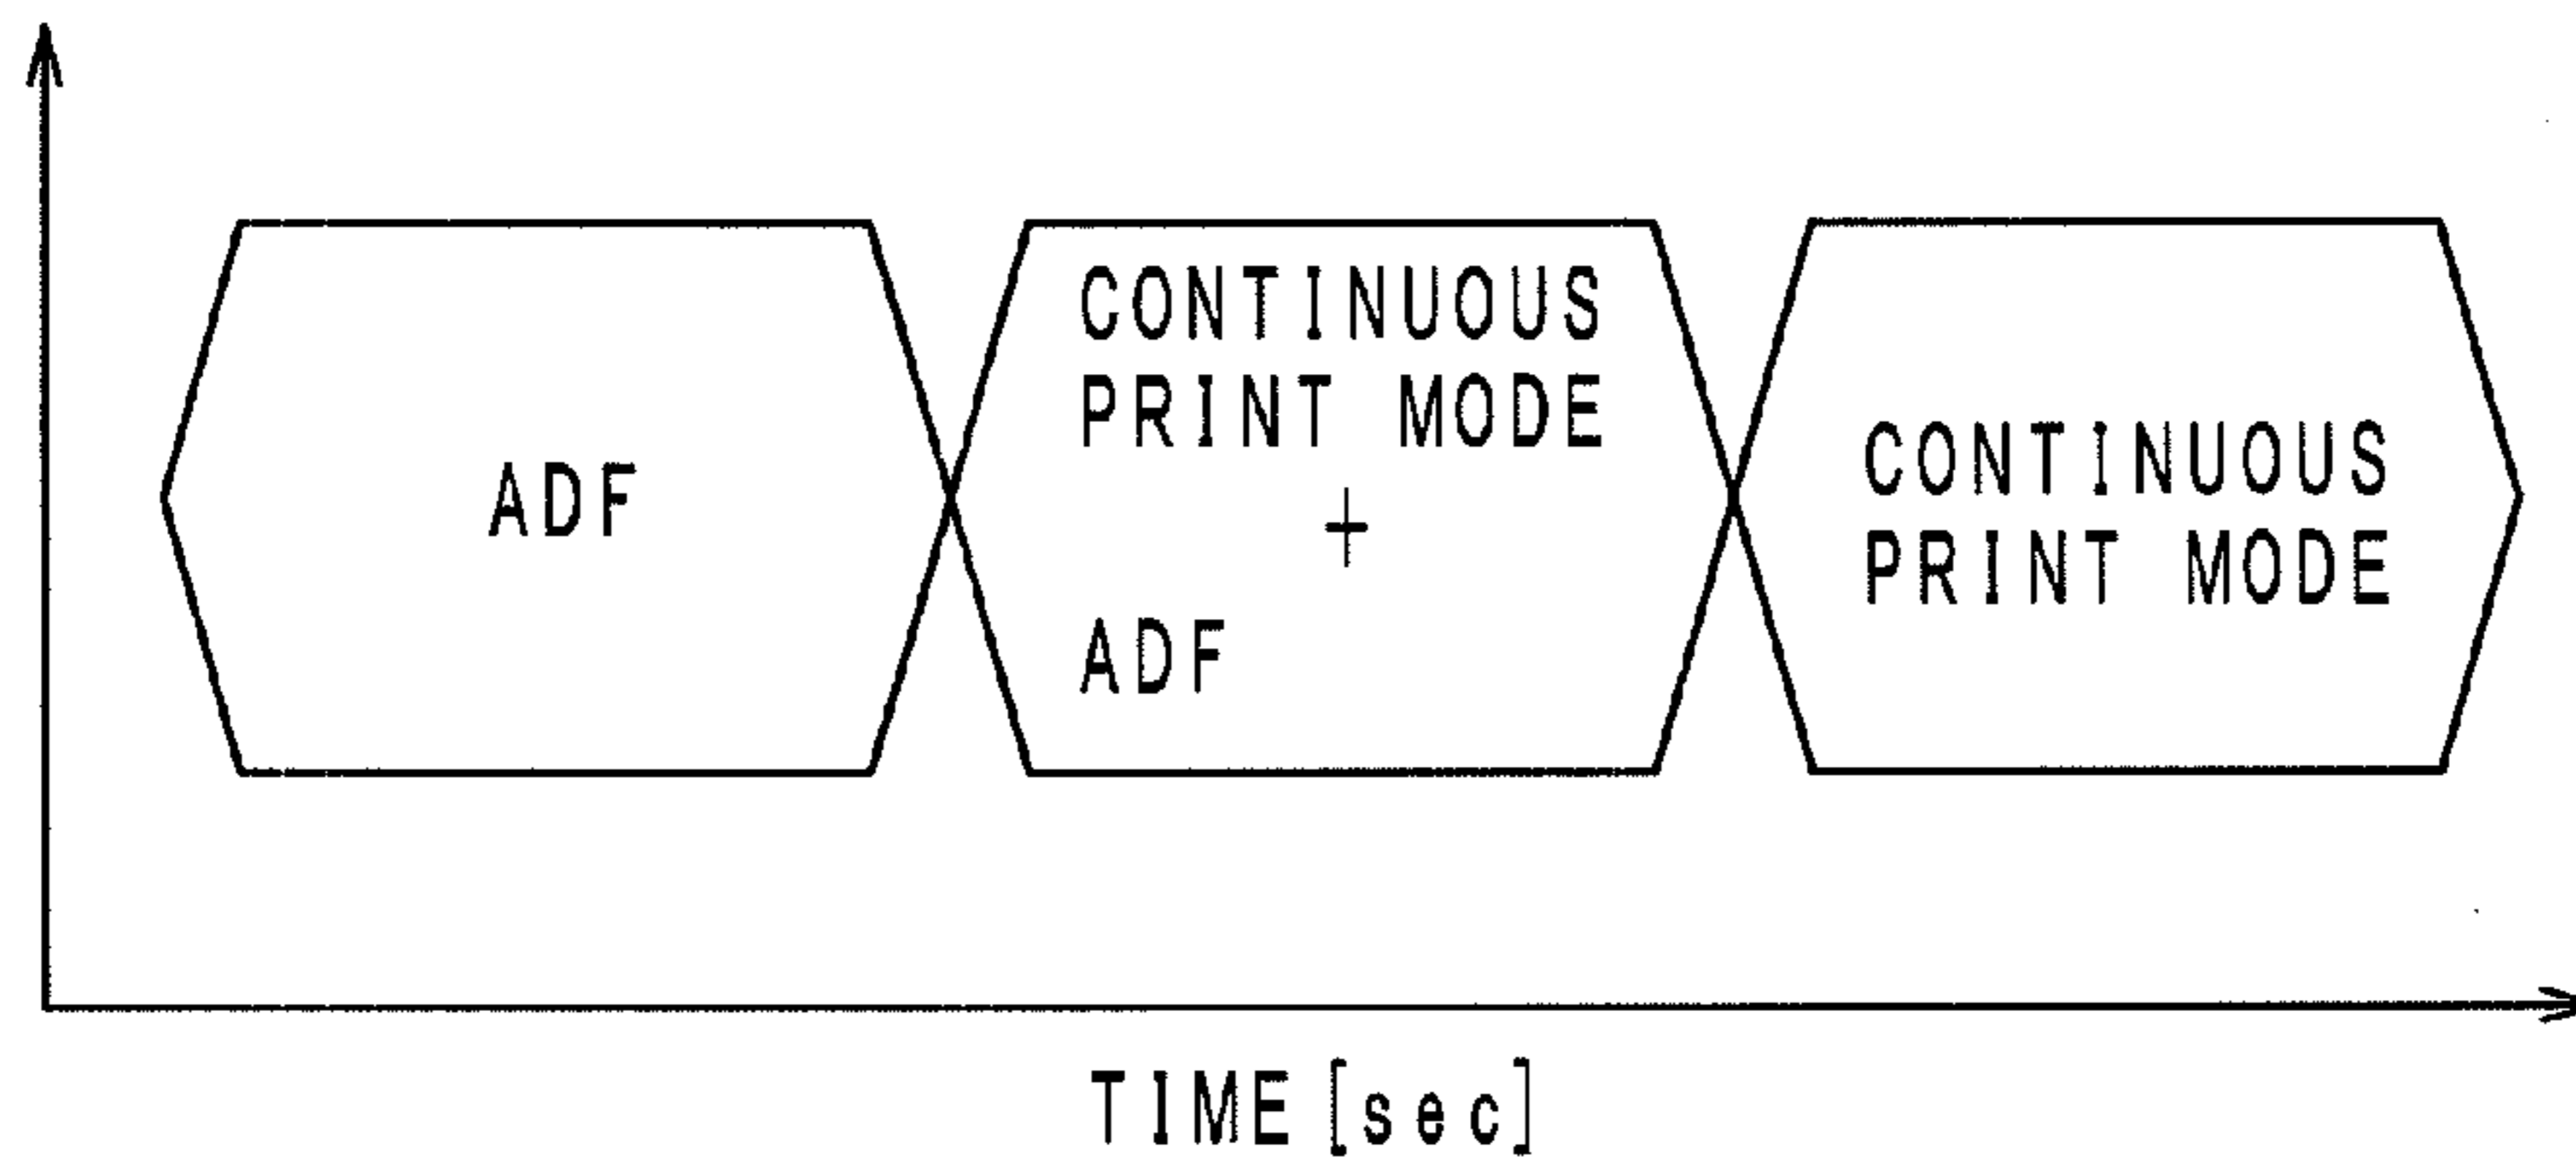 ADF
CONTINUOUS
PRINT MODE
+
ADF
CONTINUOUS
PRINT MODE
TIME[sec]